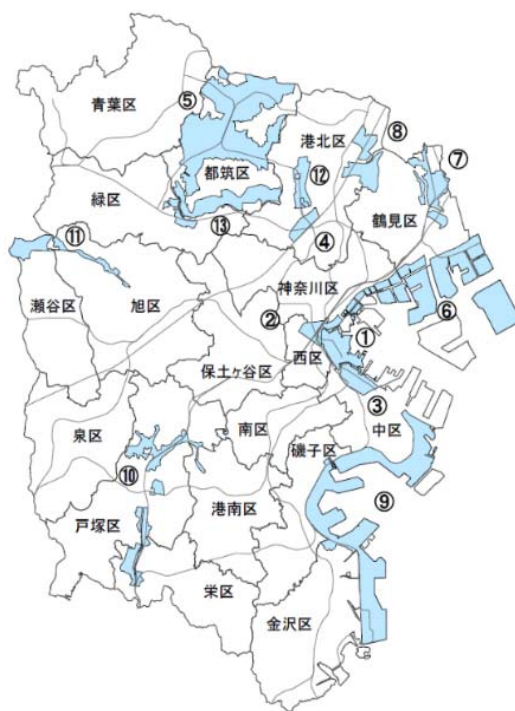 青葉区
⑤
港北区
⑧
⑦
都筑区
⑫
緑区
鶴見区
⑬
④
⑪
神奈川区
瀬谷区
旭区
②
①
⑥
西区
保土ヶ谷区
③
泉区
南区
磯子区
中区
⑩
⑨
戸塚区
港南区
栄区
金沢区